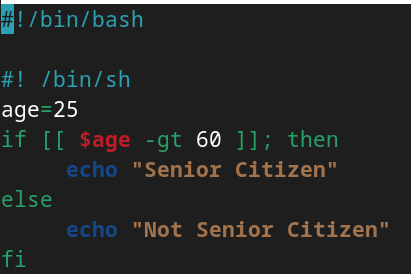 #!/bin/bash
#! /bin/sh
age=25
if [[ $age -gt 60 ]]; then
echo "Senior Citizen"
else
echo "Not Senior Citizen"
fi